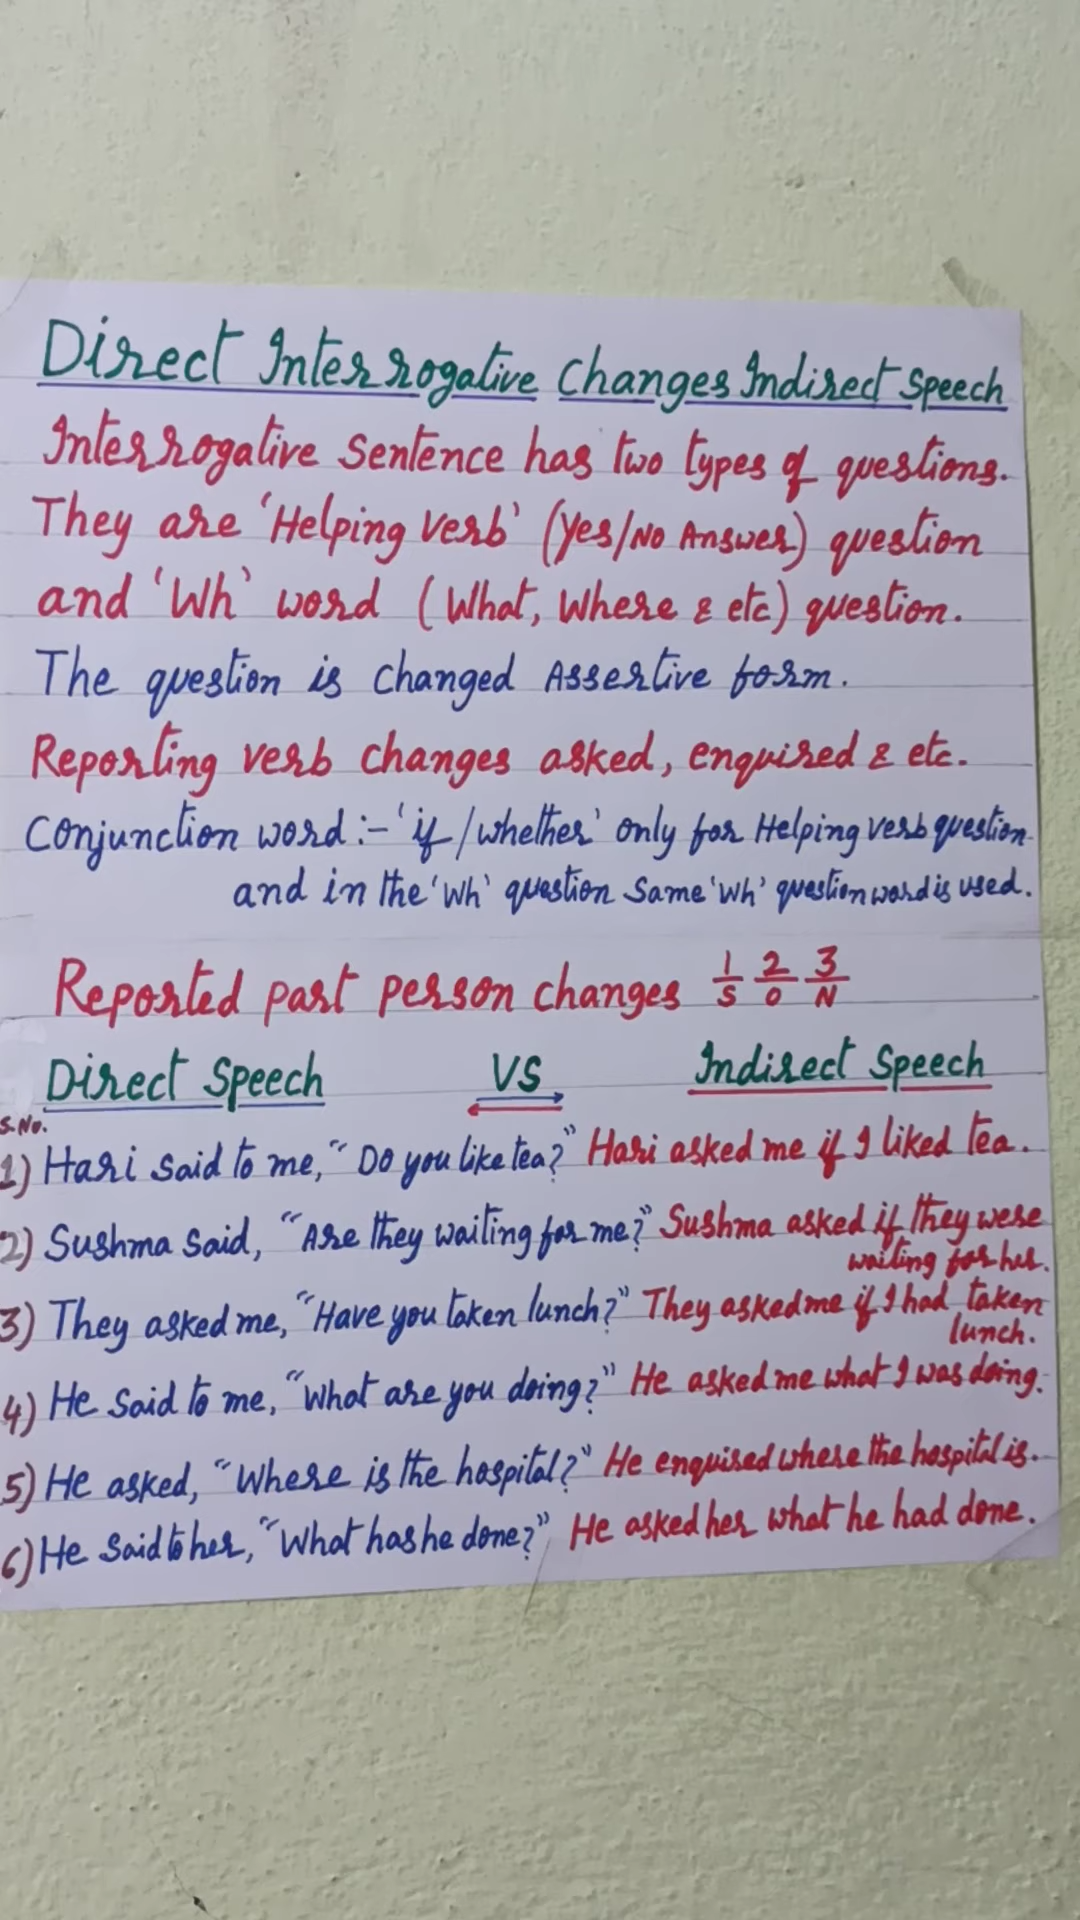 Direct Interrogative Changes Indirect Speech
Interrogative Sentence has two types of questions.
They are 'Helping Verb' (Yes/No Answer) question
and 'Wh' word (What, Where & etc) question.
The question is changed Assertive form.
Reporting verb changes asked, enquired & etc.
Conjunction word :- 'if/whether' only for Helping verb question
and in the 'Wh' question Same 'Wh' question word is used.
Reported part person changes 1/S 2/O 3/N
Direct Speech VS Indirect Speech
S.No.
1) Hari said to me, "Do you like tea?" Hari asked me if I liked tea.
2) Sushma Said, "Are they waiting for me?" Sushma asked if they were
waiting for her.
3) They asked me, "Have you taken lunch?" They asked me if I had taken
lunch.
4) He Said to me, "What are you doing?" He asked me what I was doing.
5) He asked, "Where is the hospital?" He enquired where the hospital is.
6) He Said to her, "What has he done?" He asked her what he had done.